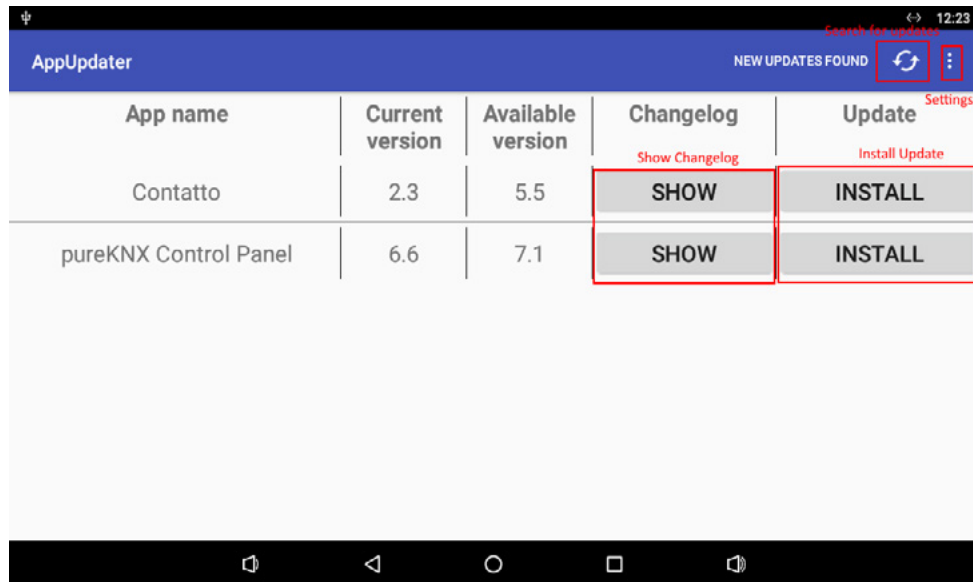 12:23
Search for updates
AppUpdater
NEW UPDATES FOUND
Settings
App name
Current version
Available version
Changelog
Update
Show Changelog
Install Update
Contatto
2.3
5.5
SHOW
INSTALL
pureKNX Control Panel
6.6
7.1
SHOW
INSTALL